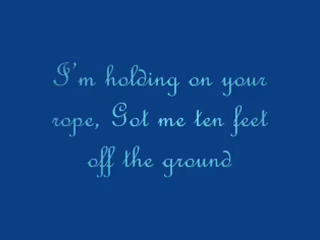 I'm holding on your
rope, Got me ten feet
off the ground